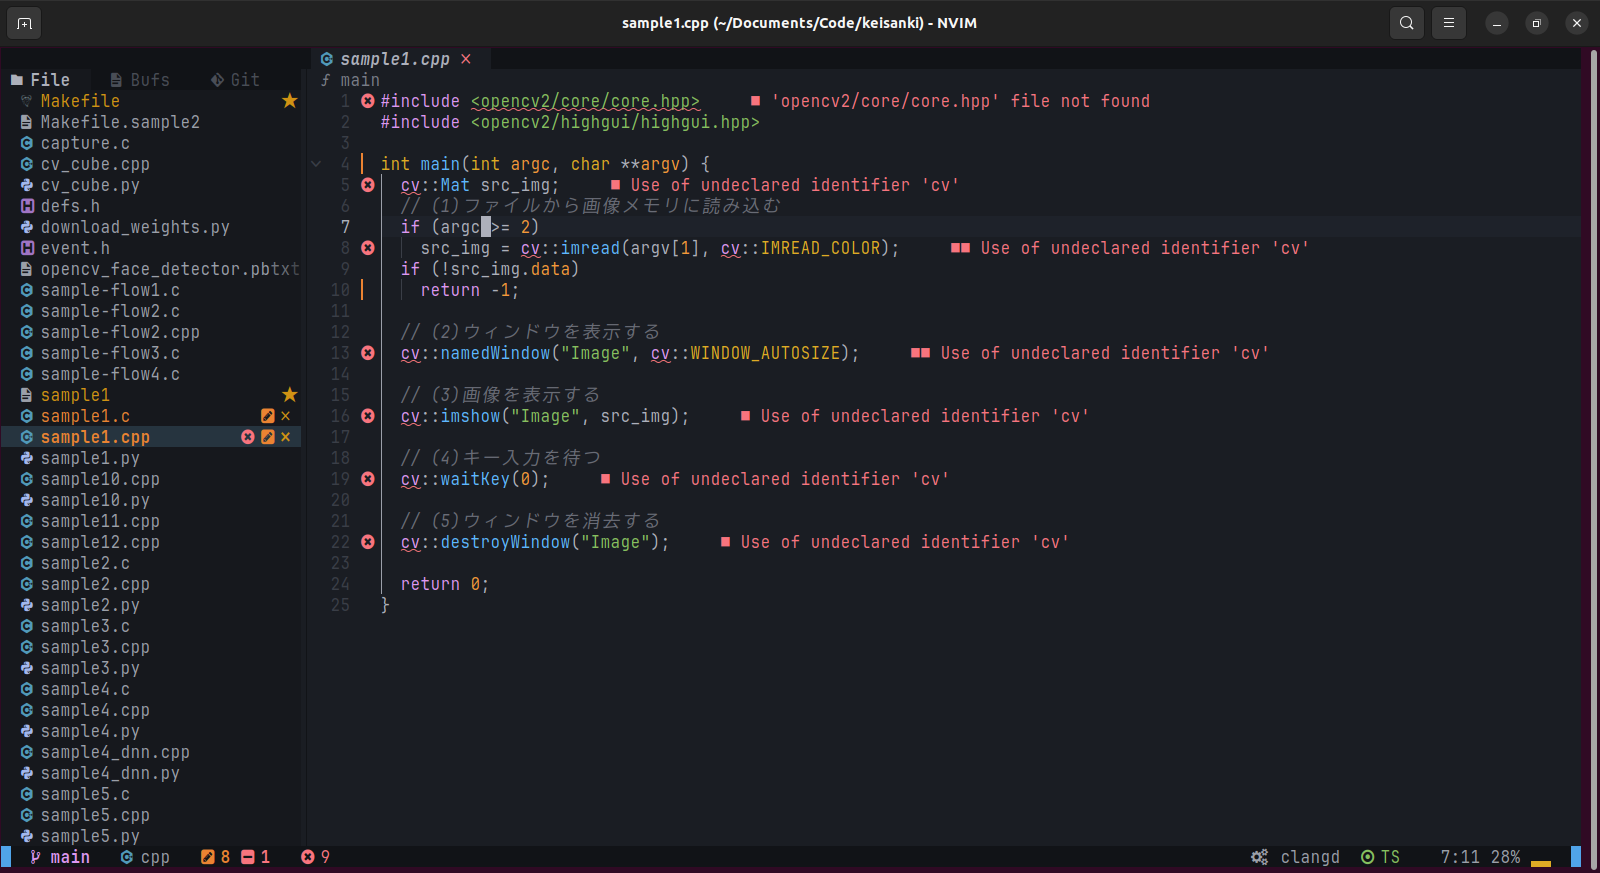 sample1.cpp (~/Documents/Code/keisanki) - NVIM
File Bufs Git
Makefile
Makefile.sample2
capture.c
cv_cube.cpp
cv_cube.py
defs.h
download_weights.py
event.h
opencv_face_detector.pbtxt
sample-flow1.c
sample-flow2.c
sample-flow2.cpp
sample-flow3.c
sample-flow4.c
sample1
sample1.c
sample1.cpp
sample1.py
sample10.cpp
sample10.py
sample11.cpp
sample12.cpp
sample2.c
sample2.cpp
sample2.py
sample3.c
sample3.cpp
sample3.py
sample4.c
sample4.cpp
sample4.py
sample4_dnn.cpp
sample4_dnn.py
sample5.c
sample5.cpp
sample5.py
sample1.cpp ×
f main
1 #include <opencv2/core/core.hpp> ■ 'opencv2/core/core.hpp' file not found
2 #include <opencv2/highgui/highgui.hpp>
3
4 int main(int argc, char **argv) {
5 cv::Mat src_img; ■ Use of undeclared identifier 'cv'
6 // (1)ファイルから画像メモリに読み込む
7 if (argc >= 2)
8 src_img = cv::imread(argv[1], cv::IMREAD_COLOR); ■■ Use of undeclared identifier 'cv'
9 if (!src_img.data)
10 return -1;
11
12 // (2)ウィンドウを表示する
13 cv::namedWindow("Image", cv::WINDOW_AUTOSIZE); ■■ Use of undeclared identifier 'cv'
14
15 // (3)画像を表示する
16 cv::imshow("Image", src_img); ■ Use of undeclared identifier 'cv'
17
18 // (4)キー入力を待つ
19 cv::waitKey(0); ■ Use of undeclared identifier 'cv'
20
21 // (5)ウィンドウを消去する
22 cv::destroyWindow("Image"); ■ Use of undeclared identifier 'cv'
23
24 return 0;
25 }
main cpp 8 1 9 clangd TS 7:11 28%